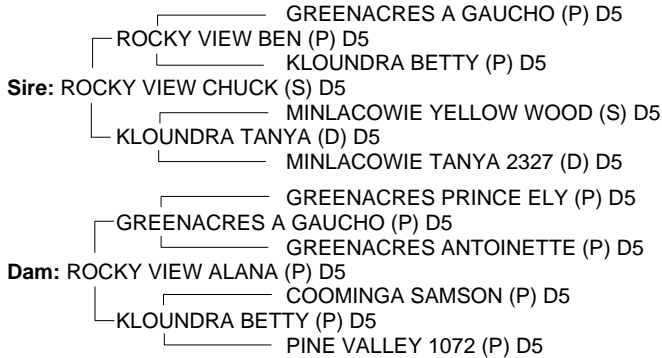 GREENACRES A GAUCHO (P) D5
ROCKY VIEW BEN (P) D5
KLOUNDRA BETTY (P) D5
Sire: ROCKY VIEW CHUCK (S) D5
MINLACOWIE YELLOW WOOD (S) D5
KLOUNDRA TANYA (D) D5
MINLACOWIE TANYA 2327 (D) D5
GREENACRES PRINCE ELY (P) D5
GREENACRES A GAUCHO (P) D5
GREENACRES ANTOINETTE (P) D5
Dam: ROCKY VIEW ALANA (P) D5
COOMINGA SAMSON (P) D5
KLOUNDRA BETTY (P) D5
PINE VALLEY 1072 (P) D5